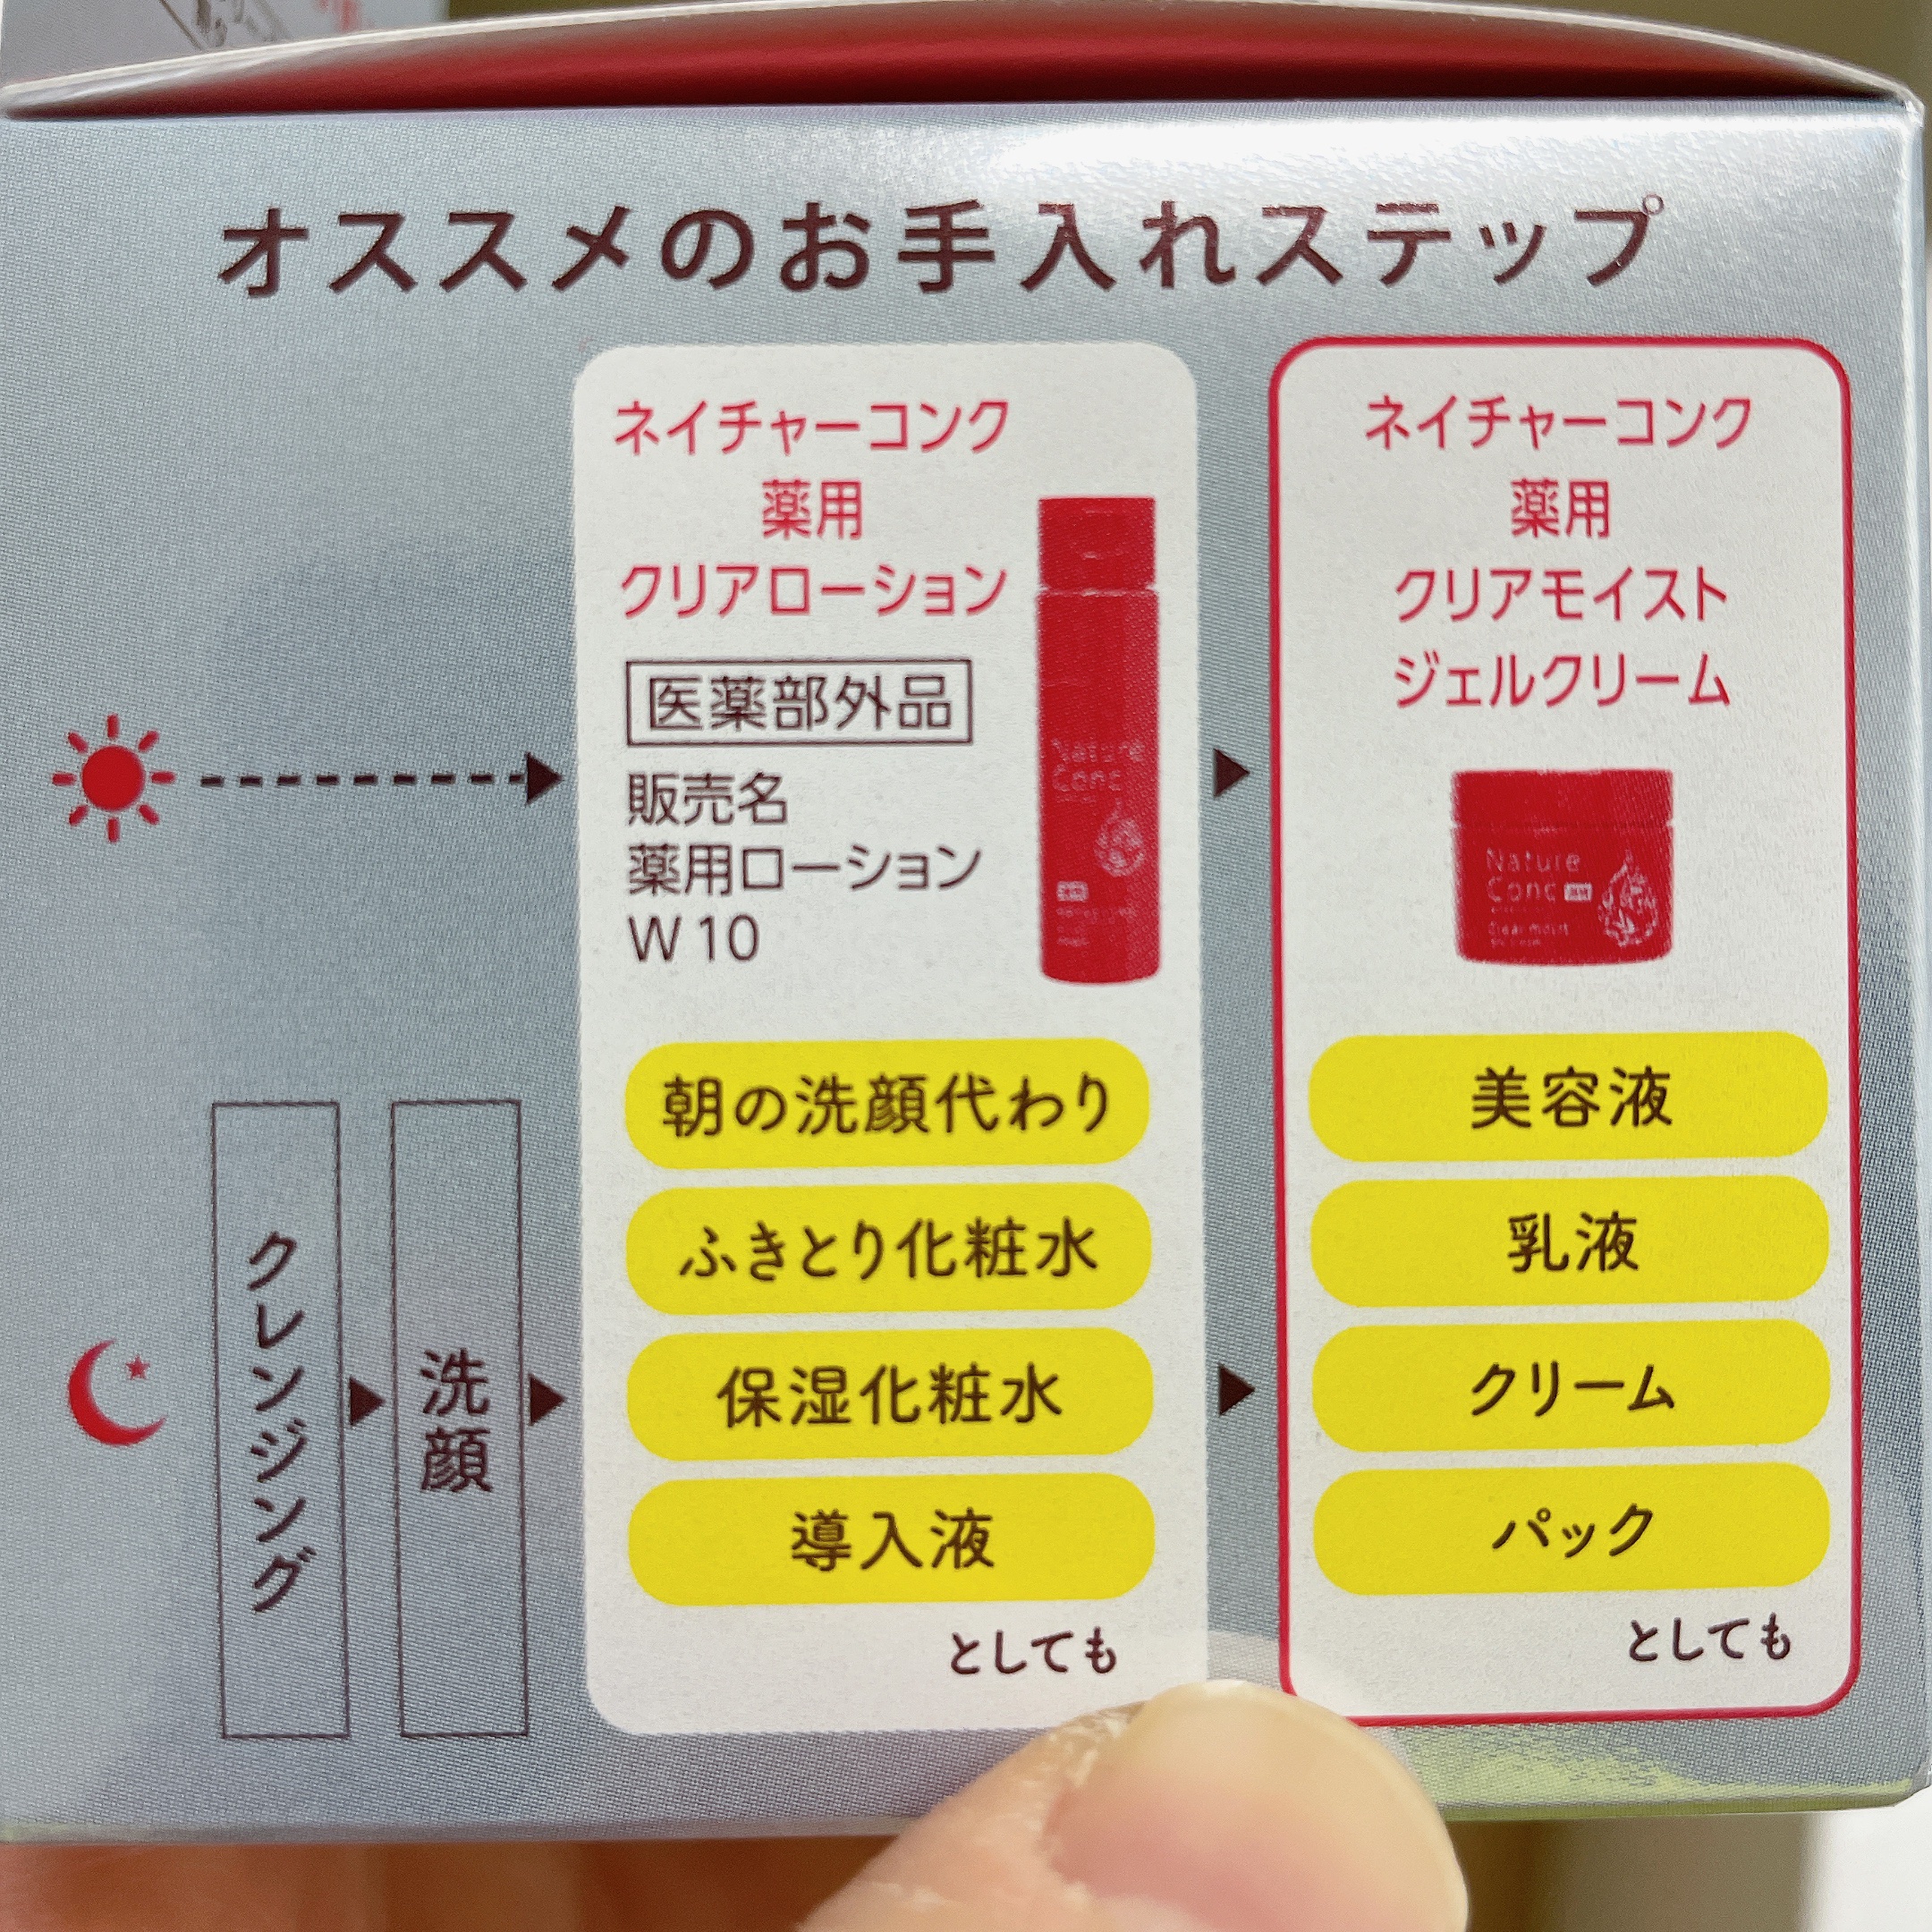 オススメのお手入れステップ
ネイチャーコンク
薬用
クリアローション
医薬部外品
販売名
薬用ローション
W10
Nature
Conc
朝の洗顔代わり
ふきとり化粧水
保湿化粧水
導入液
としても
ネイチャーコンク
薬用
クリアモイスト
ジェルクリーム
Nature
Conc
Clear moist
美容液
乳液
クリーム
パック
としても
クレンジング
洗顔